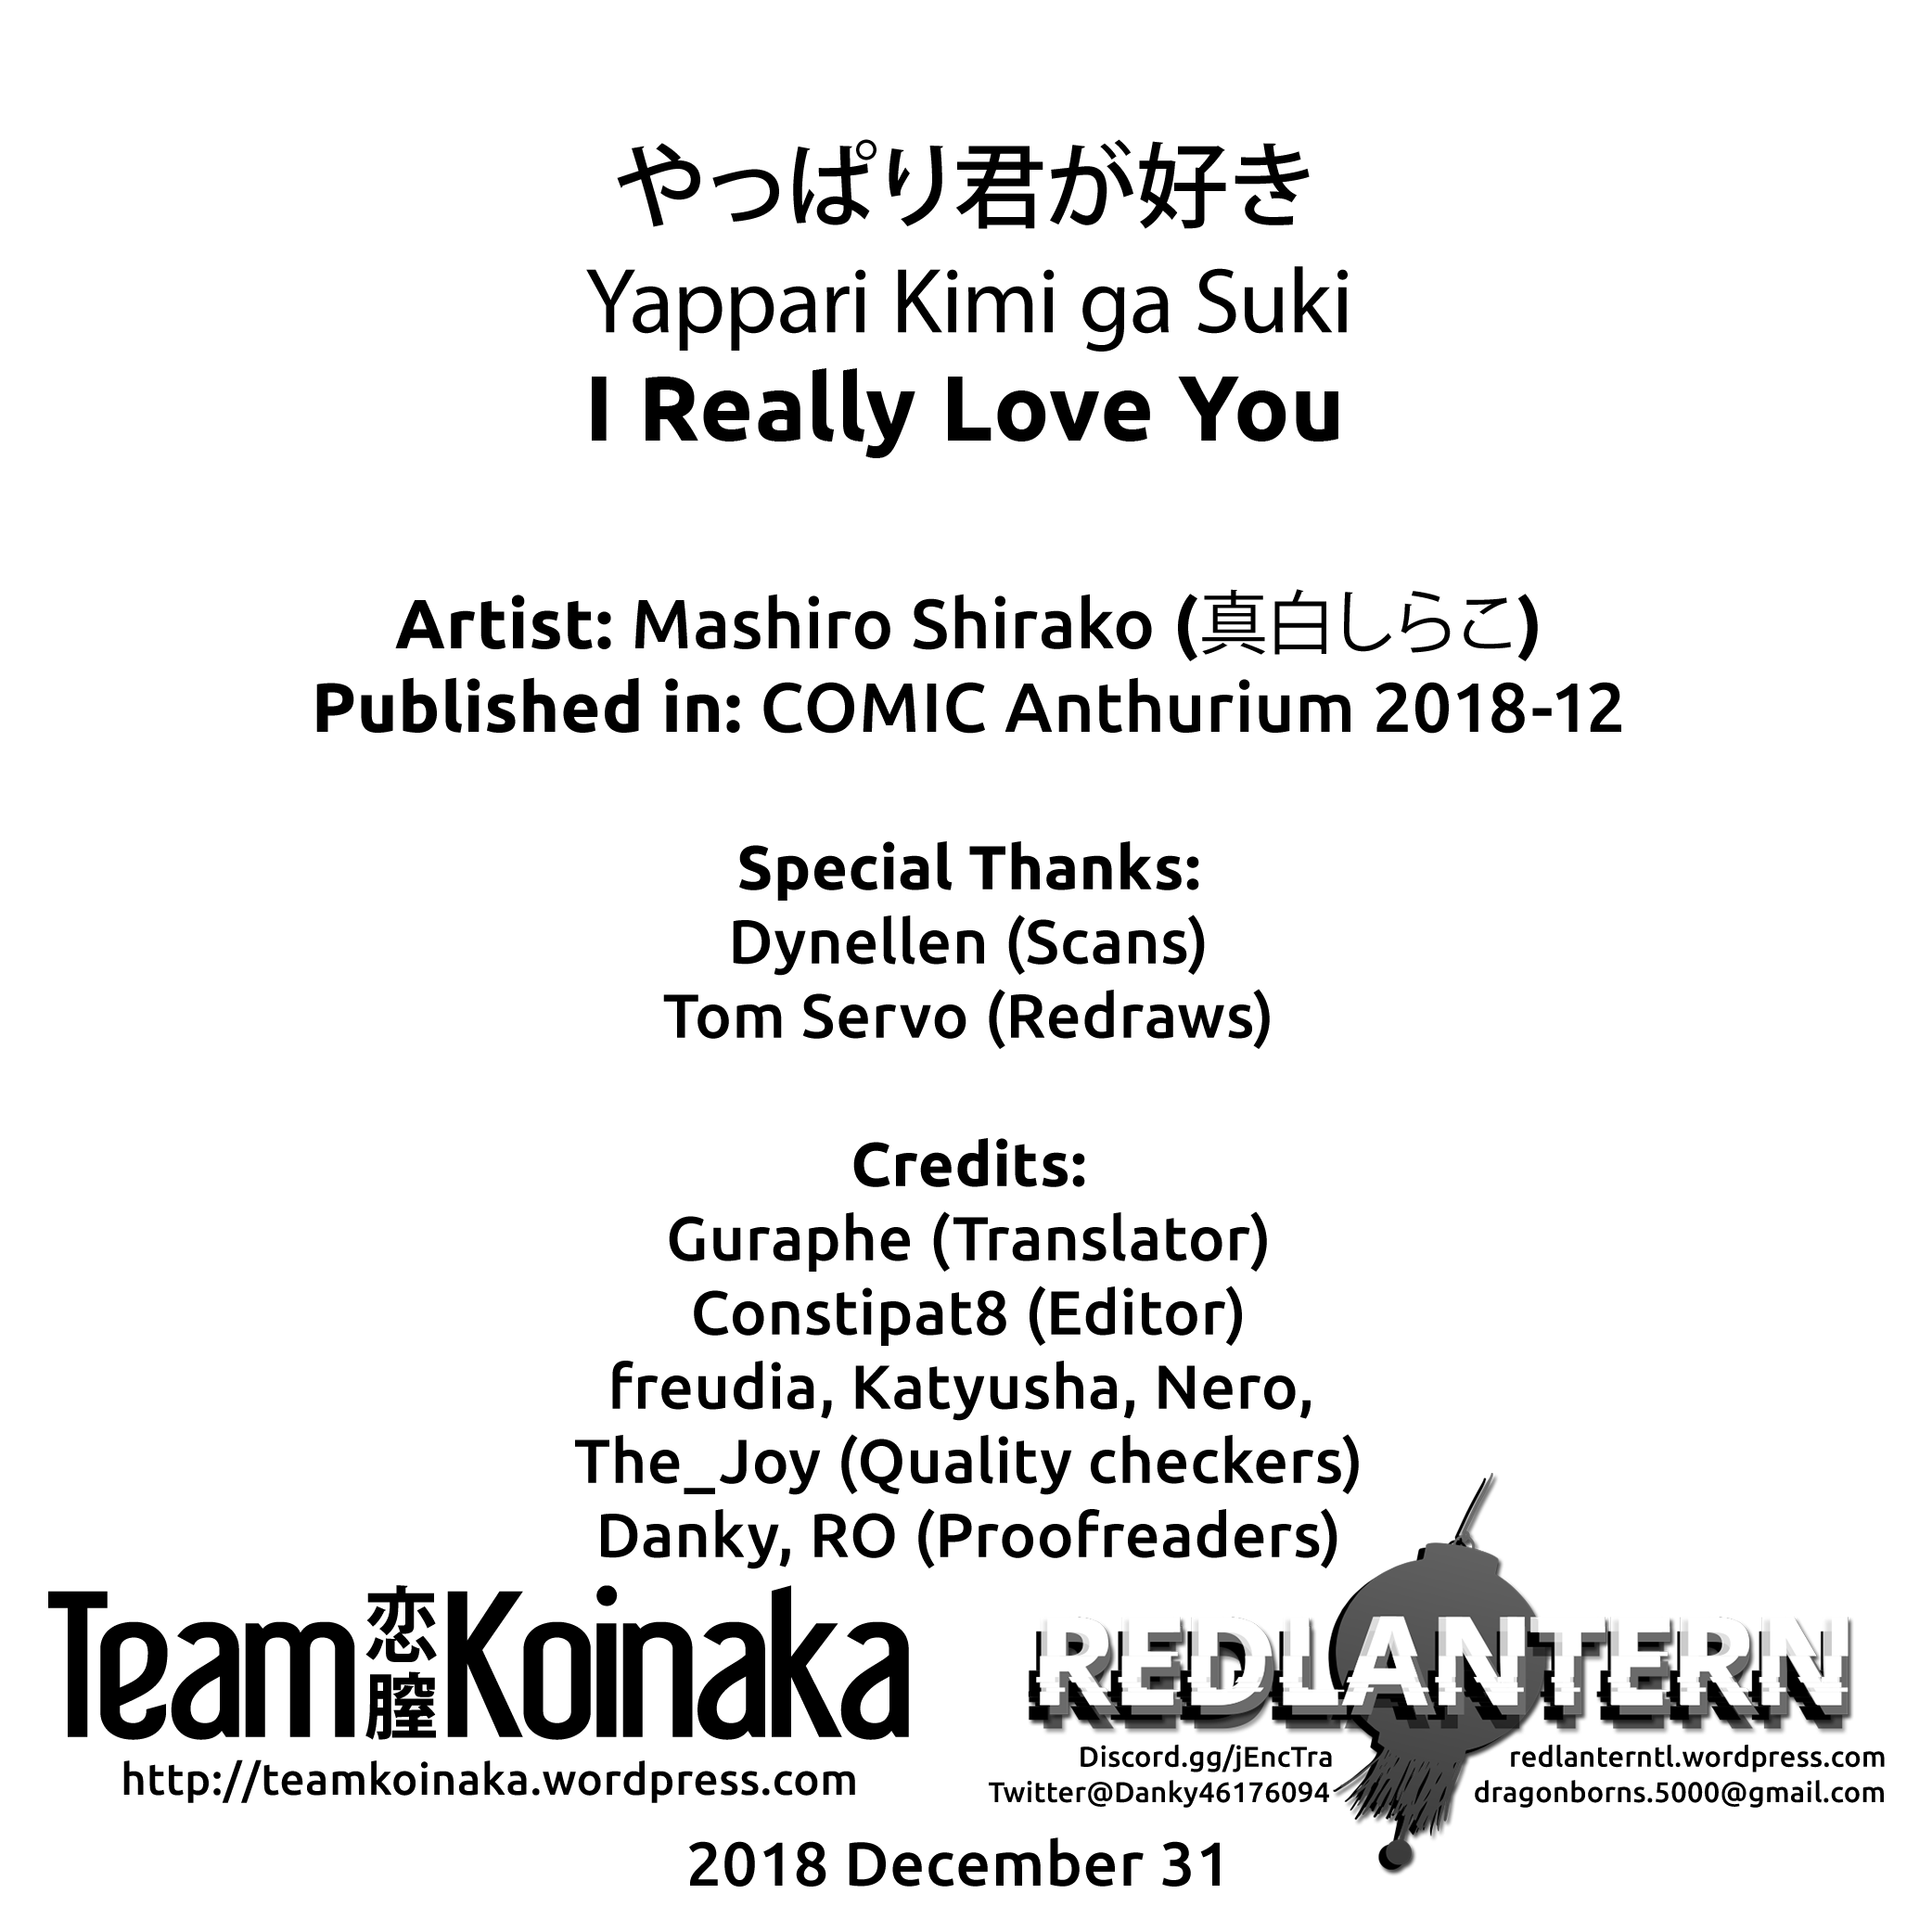 やっぱり君が好き
Yappari Kimi ga Suki
I Really Love You
Artist: Mashiro Shirako (真白しらこ)
Published in: COMIC Anthurium 2018-12
Special Thanks:
Dynellen (Scans)
Tom Servo (Redraws)
Credits:
Guraphe (Translator)
Constipat8 (Editor)
freudia, Katyusha, Nero,
The_Joy (Quality checkers)
Danky, RO (Proofreaders)
Team 恋膣 Koinaka
http://teamkoinaka.wordpress.com
REDLANTERN
Discord.gg/jEncTra redlanterntl.wordpress.com
Twitter@Danky46176094 dragonborns.5000@gmail.com
2018 December 31